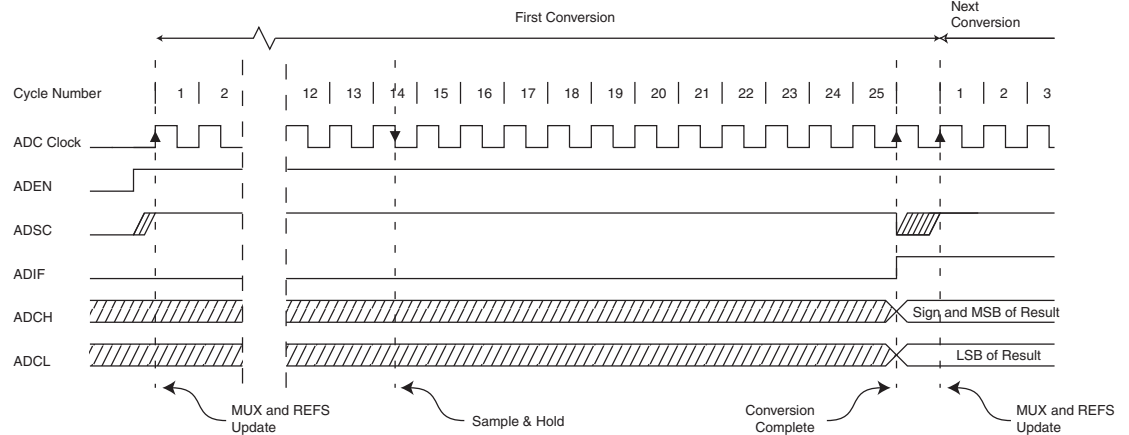 Next
Conversion
First Conversion
Cycle Number 1 2 12 13 14 15 16 17 18 19 20 21 22 23 24 25 1 2 3
ADC Clock
ADEN
ADSC
ADIF
ADCH Sign and MSB of Result
ADCL LSB of Result
MUX and REFS
Update
Sample & Hold
Conversion
Complete
MUX and REFS
Update